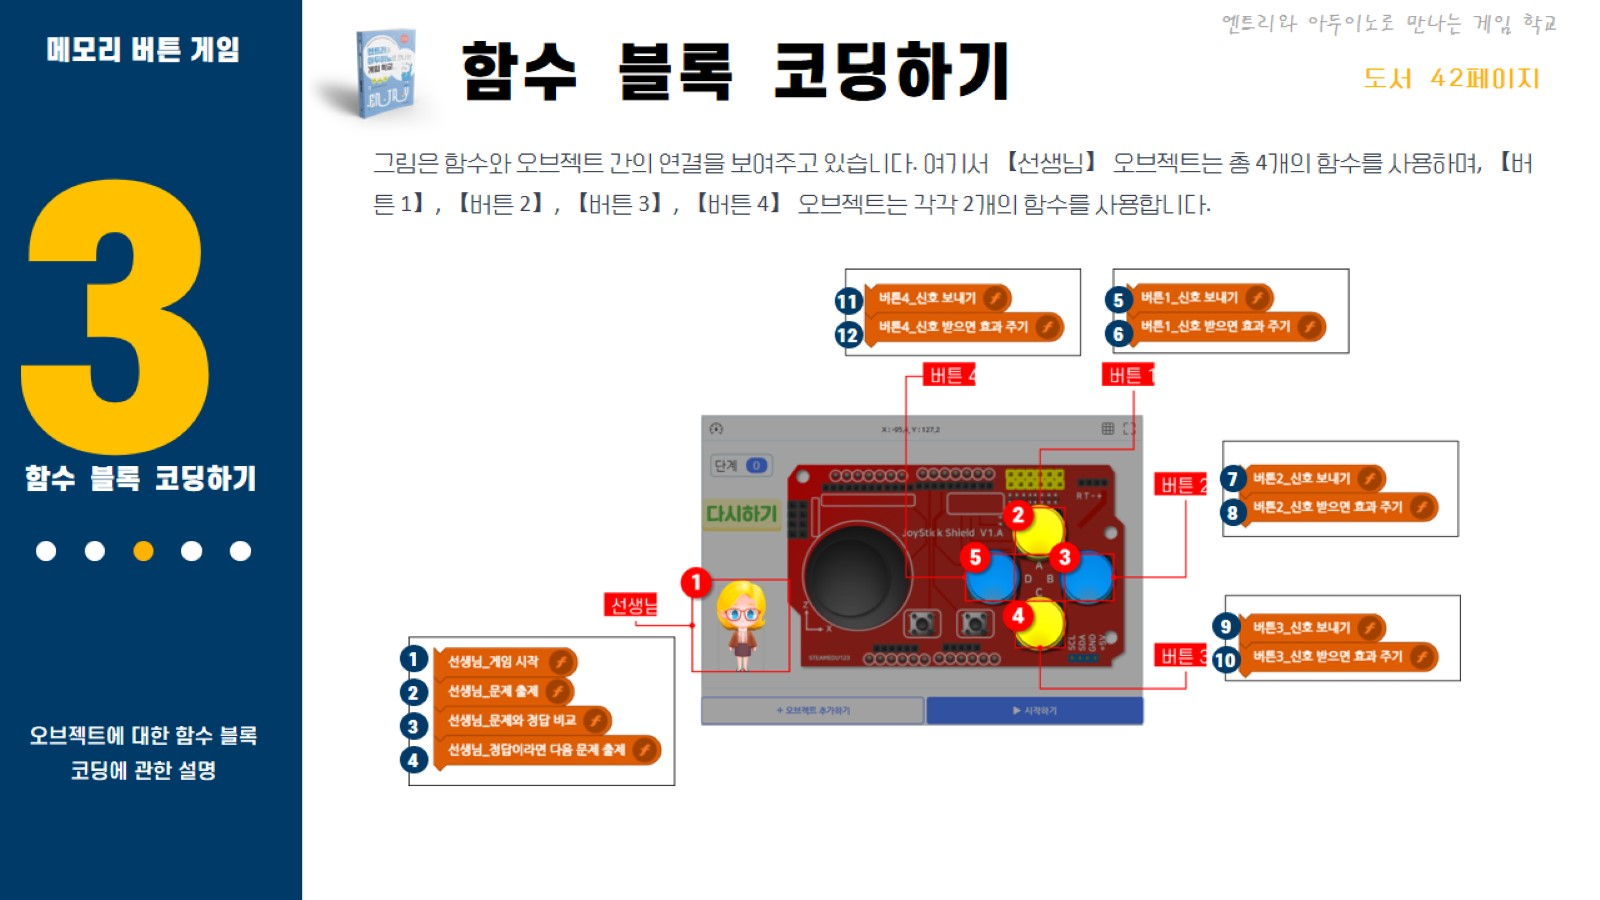 메모리 버튼 게임
3
함수 블록 코딩하기
오브젝트에 대한 함수 블록
코딩에 관한 설명
엔트리와 아두이노로 만나는 게임 학교
함수 블록 코딩하기
도서 42페이지
그림은 함수와 오브젝트 간의 연결을 보여주고 있습니다. 여기서 【선생님】 오브젝트는 총 4개의 함수를 사용하며, 【버
튼 1】, 【버튼 2】, 【버튼 3】, 【버튼 4】 오브젝트는 각각 2개의 함수를 사용합니다.
11 버튼4_신호 보내기
12 버튼4_신호 받으면 효과 주기
5 버튼1_신호 보내기
6 버튼1_신호 받으면 효과 주기
버튼 4
버튼 1
단계 0
다시하기
JoyStick Shield V1.A
RT-+
2
5
3
4
A
D B
C
Z
X
SCL
SDA
GND
+5V
STEAMEDU123
+ 오브젝트 추가하기
▶ 시작하기
버튼 2
7 버튼2_신호 보내기
8 버튼2_신호 받으면 효과 주기
버튼 3
9 버튼3_신호 보내기
10 버튼3_신호 받으면 효과 주기
1
선생님
1 선생님_게임 시작
2 선생님_문제 출제
3 선생님_문제와 정답 비교
4 선생님_정답이라면 다음 문제 출제